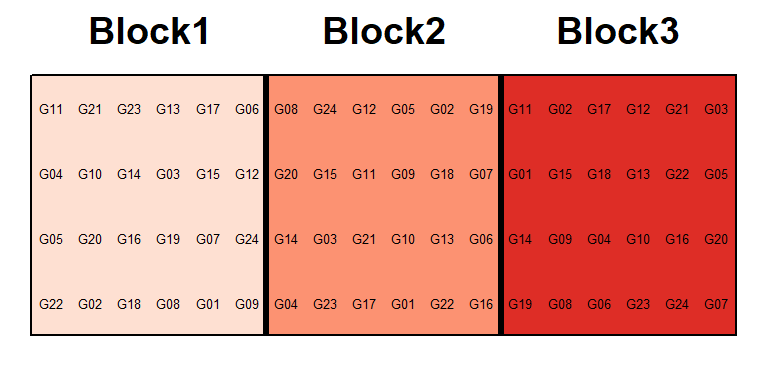 Block1 Block2 Block3
G11 G21 G23 G13 G17 G06 G08 G24 G12 G05 G02 G19 G11 G02 G17 G12 G21 G03
G04 G10 G14 G03 G15 G12 G20 G15 G11 G09 G18 G07 G01 G15 G18 G13 G22 G05
G05 G20 G16 G19 G07 G24 G14 G03 G21 G10 G13 G06 G14 G09 G04 G10 G16 G20
G22 G02 G18 G08 G01 G09 G04 G23 G17 G01 G22 G16 G19 G08 G06 G23 G24 G07